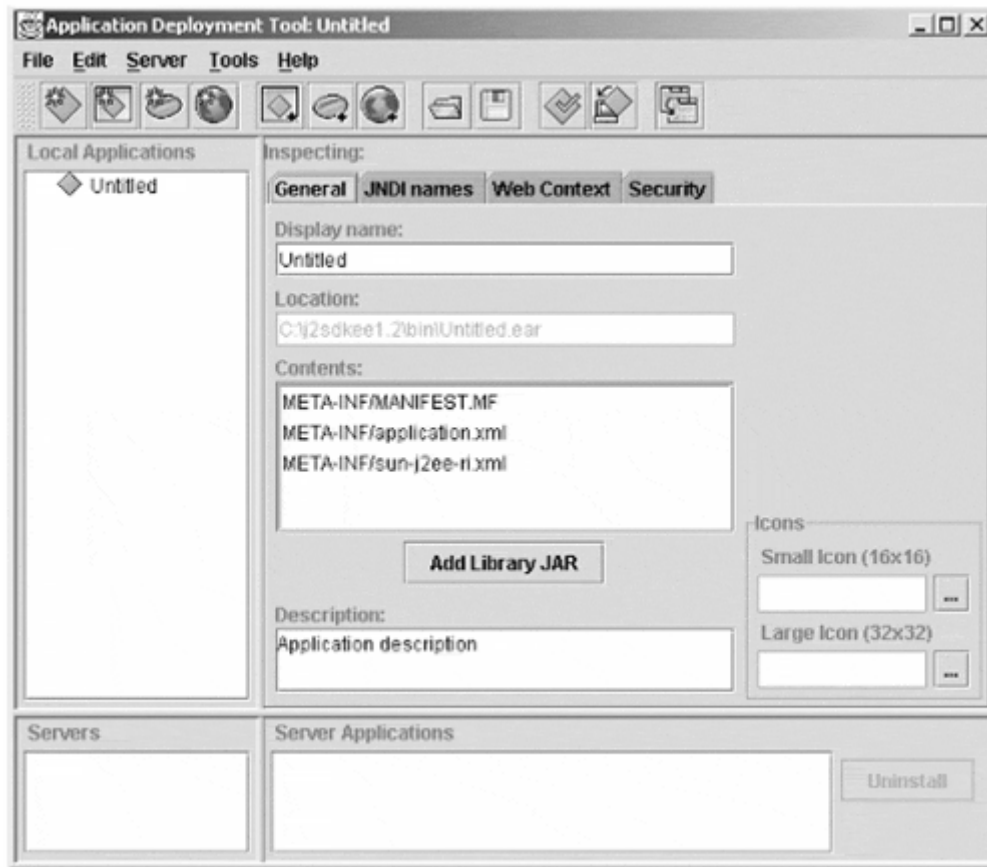 Application Deployment Tool: Untitled
File Edit Server Tools Help
Local Applications
Untitled
Inspecting:
General JNDI names Web Context Security
Display name:
Untitled
Location:
C:\j2sdkee1.2\bin\Untitled.ear
Contents:
META-INF/MANIFEST.MF
META-INF/application.xml
META-INF/sun-j2ee-ri.xml
Add Library JAR
Description:
Application description
Icons
Small Icon (16x16)
...
Large Icon (32x32)
...
Servers
Server Applications
Uninstall